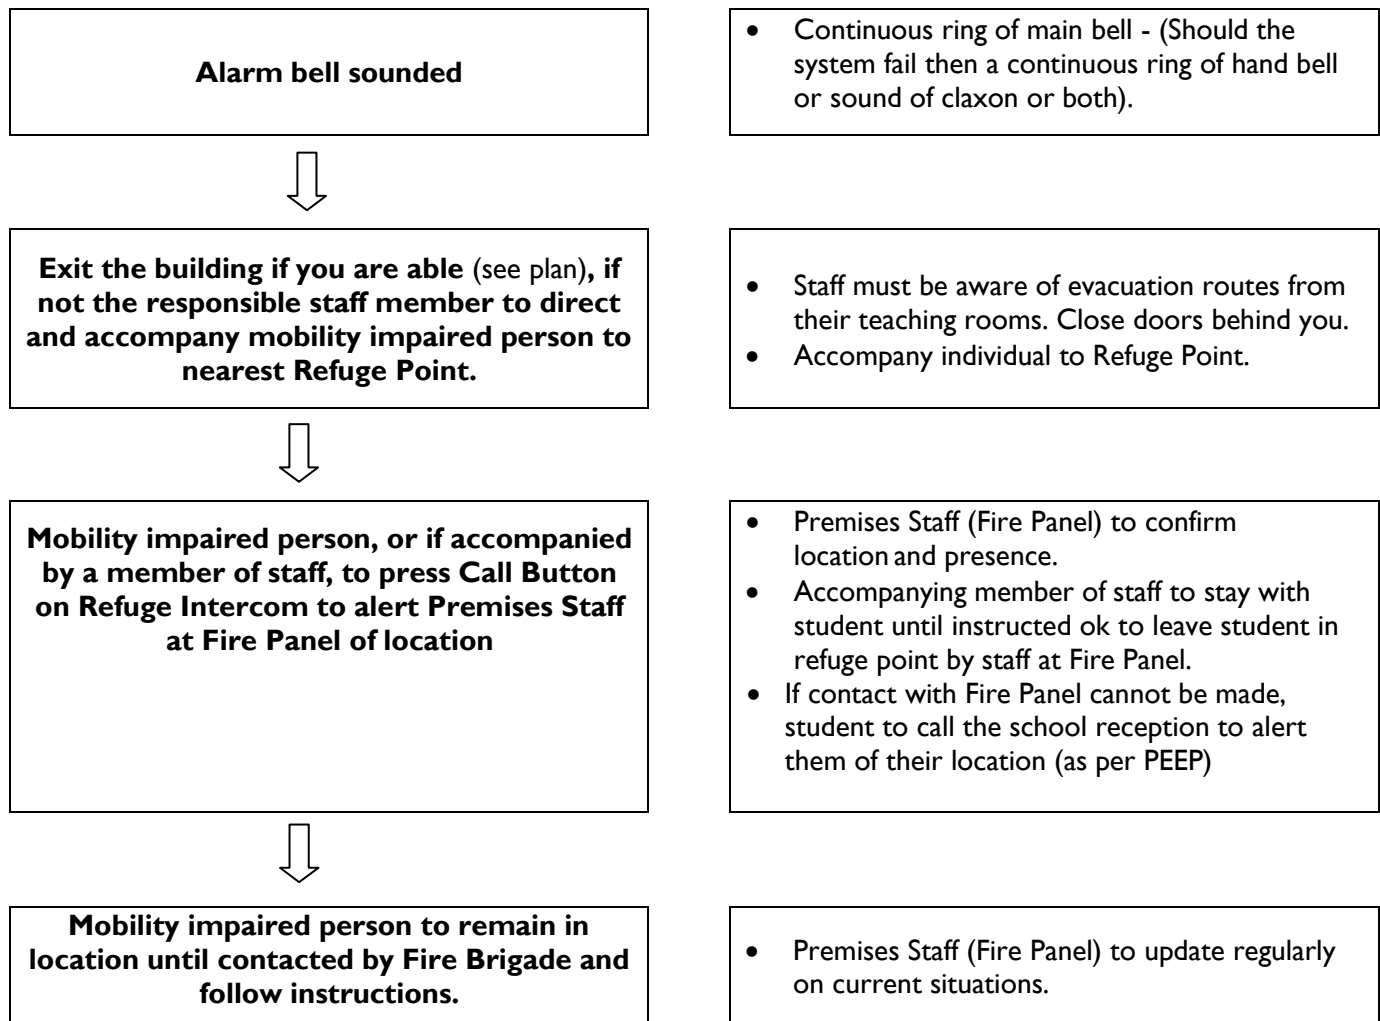 Alarm bell sounded
• Continuous ring of main bell - (Should the
system fail then a continuous ring of hand bell
or sound of claxon or both).
Exit the building if you are able (see plan), if
not the responsible staff member to direct
and accompany mobility impaired person to
nearest Refuge Point.
• Staff must be aware of evacuation routes from
their teaching rooms. Close doors behind you.
• Accompany individual to Refuge Point.
Mobility impaired person, or if accompanied
by a member of staff, to press Call Button
on Refuge Intercom to alert Premises Staff
at Fire Panel of location
• Premises Staff (Fire Panel) to confirm
location and presence.
• Accompanying member of staff to stay with
student until instructed ok to leave student in
refuge point by staff at Fire Panel.
• If contact with Fire Panel cannot be made,
student to call the school reception to alert
them of their location (as per PEEP)
Mobility impaired person to remain in
location until contacted by Fire Brigade and
follow instructions.
• Premises Staff (Fire Panel) to update regularly
on current situations.